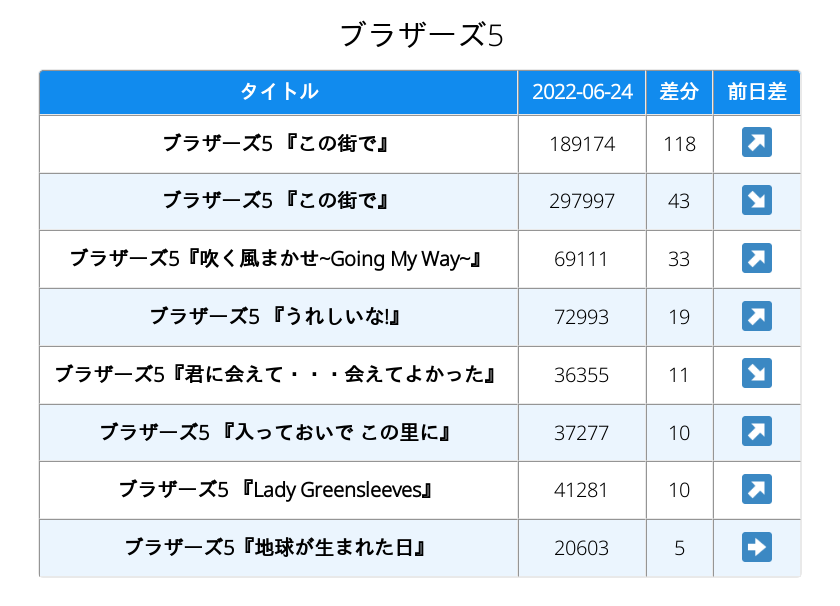 ブラザーズ5
タイトル 2022-06-24 差分 前日差
ブラザーズ5 『この街で』 189174 118 ↗
ブラザーズ5 『この街で』 297997 43 ↘
ブラザーズ5『吹く風まかせ~Going My Way~』 69111 33 ↗
ブラザーズ5 『うれしいな!』 72993 19 ↗
ブラザーズ5『君に会えて・・・会えてよかった』 36355 11 ↘
ブラザーズ5 『入っておいで この里に』 37277 10 ↗
ブラザーズ5 『Lady Greensleeves』 41281 10 ↗
ブラザーズ5『地球が生まれた日』 20603 5 ➡